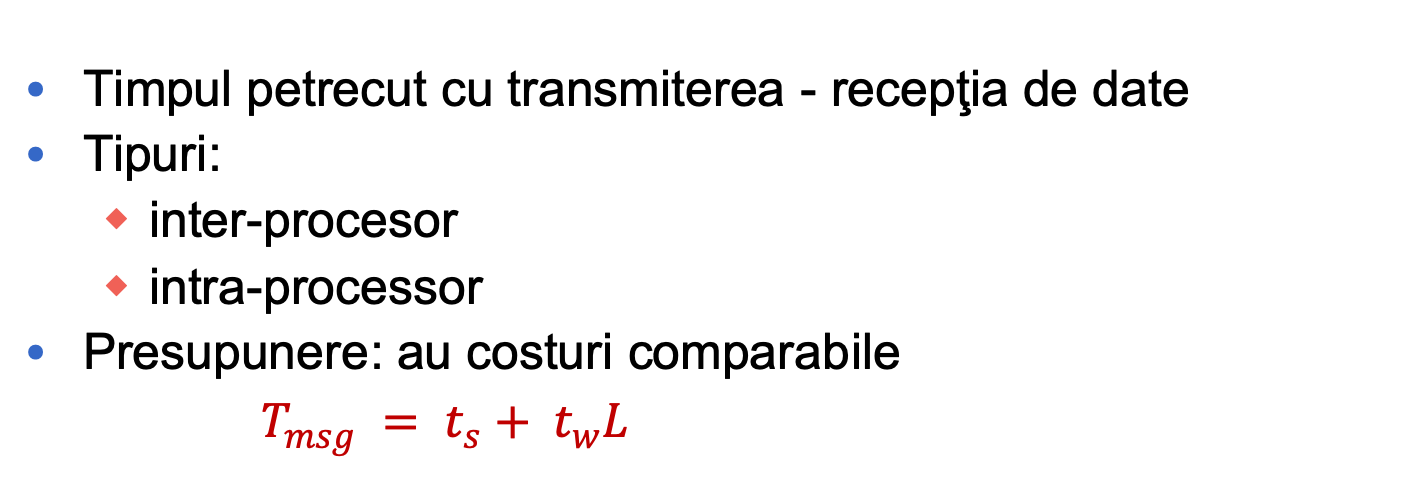 • Timpul petrecut cu transmiterea - recepţia de date
• Tipuri:
◆ inter-procesor
◆ intra-processor
• Presupunere: au costuri comparabile
T_msg = t_s + t_w L